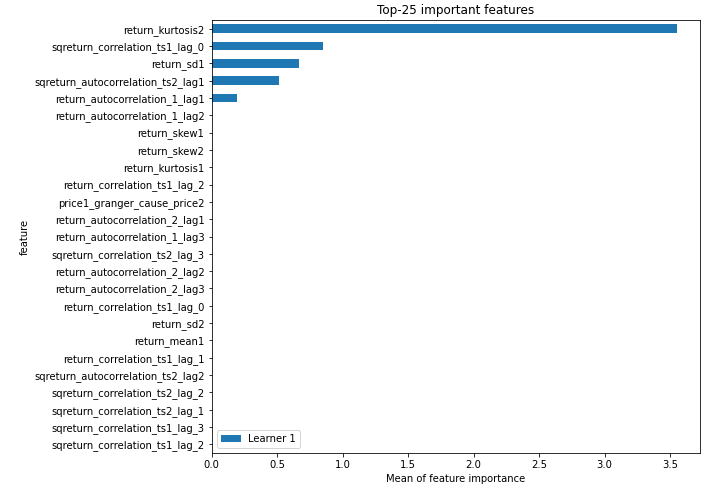 Top-25 important features
return_kurtosis2
sqreturn_correlation_ts1_lag_0
return_sd1
sqreturn_autocorrelation_ts2_lag1
return_autocorrelation_1_lag1
return_autocorrelation_1_lag2
return_skew1
return_skew2
return_kurtosis1
return_correlation_ts1_lag_2
price1_granger_cause_price2
return_autocorrelation_2_lag1
return_autocorrelation_1_lag3
sqreturn_correlation_ts2_lag_3
return_autocorrelation_2_lag2
return_autocorrelation_2_lag3
return_correlation_ts1_lag_0
return_sd2
return_mean1
return_correlation_ts1_lag_1
sqreturn_autocorrelation_ts2_lag2
sqreturn_correlation_ts2_lag_2
sqreturn_correlation_ts2_lag_1
sqreturn_correlation_ts1_lag_3
sqreturn_correlation_ts1_lag_2
feature
Learner 1
0.0 0.5 1.0 1.5 2.0 2.5 3.0 3.5
Mean of feature importance